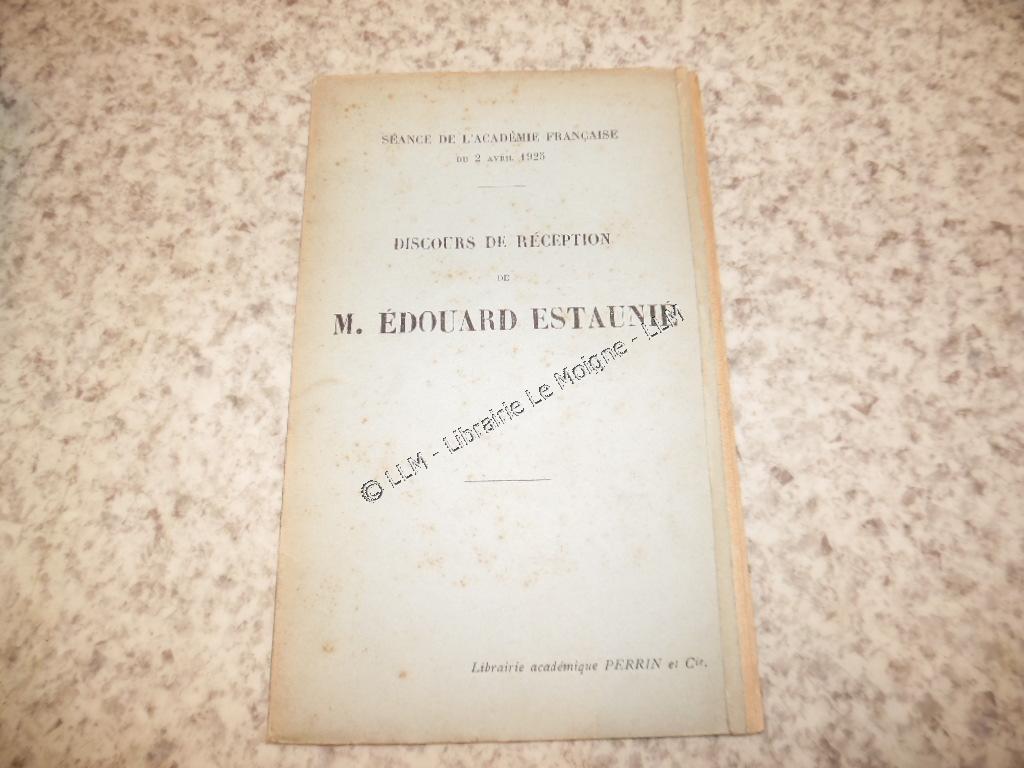 SÉANCE DE L'ACADÉMIE FRANÇAISE
DU 2 AVRIL 1925
DISCOURS DE RÉCEPTION
DE
M. ÉDOUARD ESTAUNIÉ
© LLM - Librairie Le Moigne - LLM
Librairie académique PERRIN et Cie.